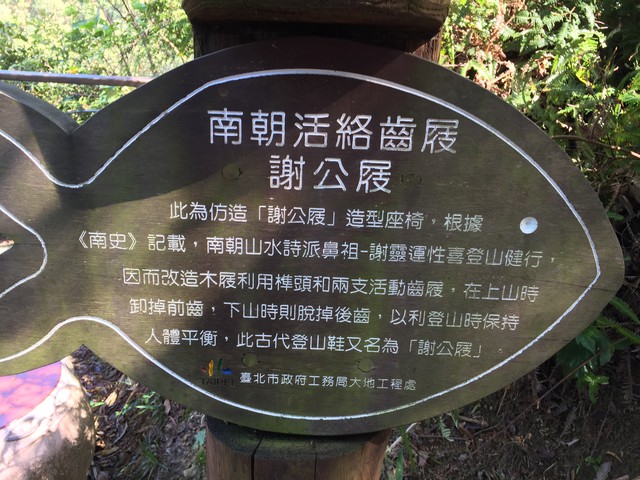 南朝活絡齒屐
謝公屐
此為仿造「謝公屐」造型座椅，根據
《南史》記載，南朝山水詩派鼻祖-謝靈運性喜登山健行，
因而改造木屐利用榫頭和兩支活動齒屐，在上山時
卸掉前齒，下山時則脫掉後齒，以利登山時保持
人體平衡，此古代登山鞋又名為「謝公屐」。
TAIPEI 臺北市政府工務局大地工程處